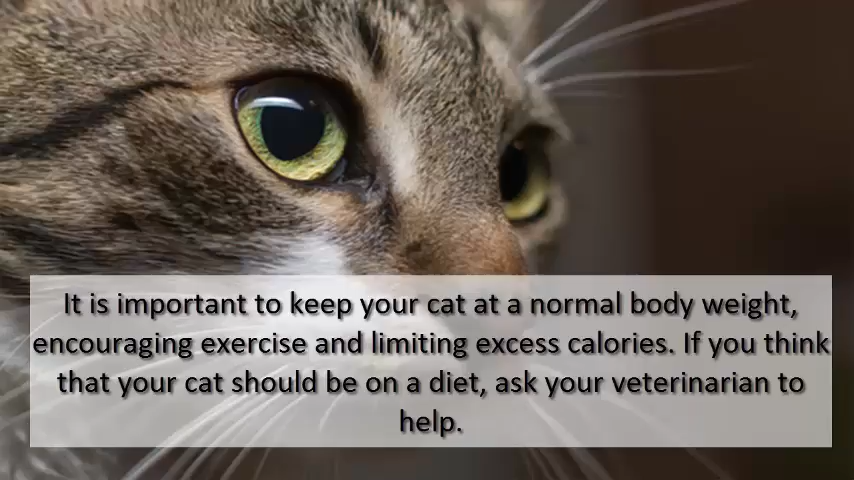 It is important to keep your cat at a normal body weight,
encouraging exercise and limiting excess calories. If you think
that your cat should be on a diet, ask your veterinarian to
help.